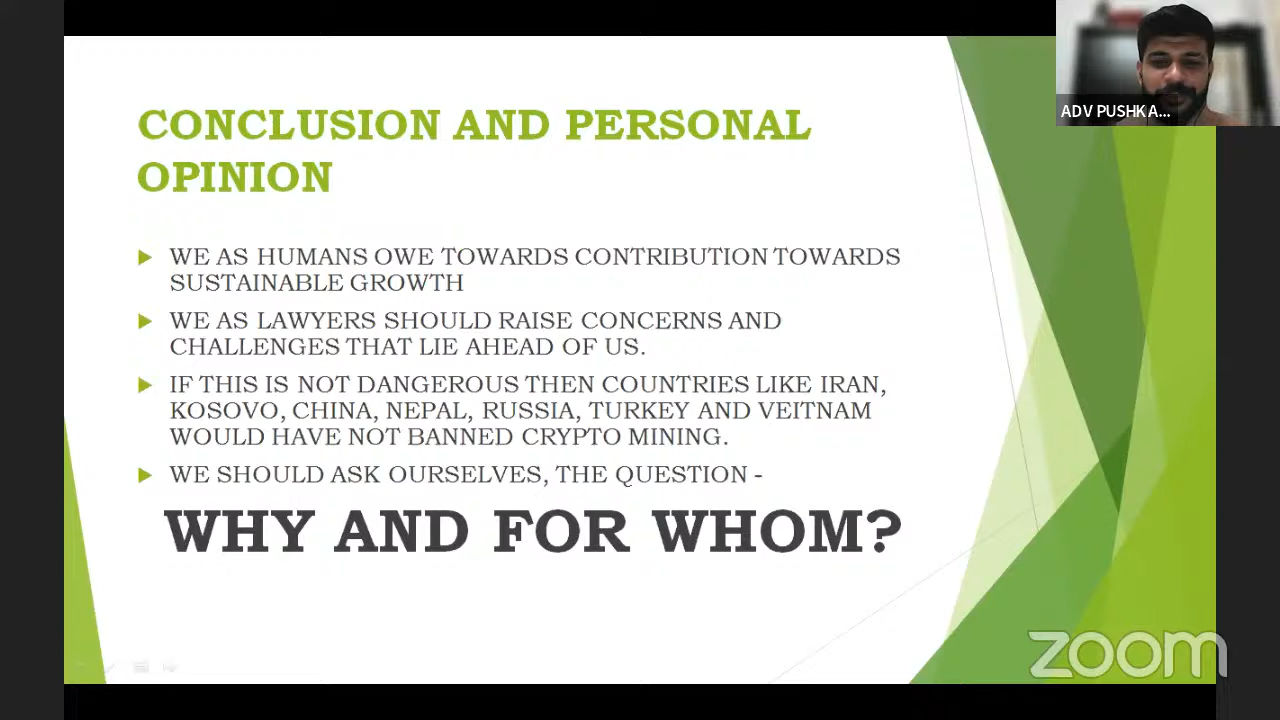 CONCLUSION AND PERSONAL
OPINION
WE AS HUMANS OWE TOWARDS CONTRIBUTION TOWARDS
SUSTAINABLE GROWTH
WE AS LAWYERS SHOULD RAISE CONCERNS AND
CHALLENGES THAT LIE AHEAD OF US.
IF THIS IS NOT DANGEROUS THEN COUNTRIES LIKE IRAN,
KOSOVO, CHINA, NEPAL, RUSSIA, TURKEY AND VEITNAM
WOULD HAVE NOT BANNED CRYPTO MINING.
WE SHOULD ASK OURSELVES, THE QUESTION -
WHY AND FOR WHOM?
ADV PUSHKA...
zoom